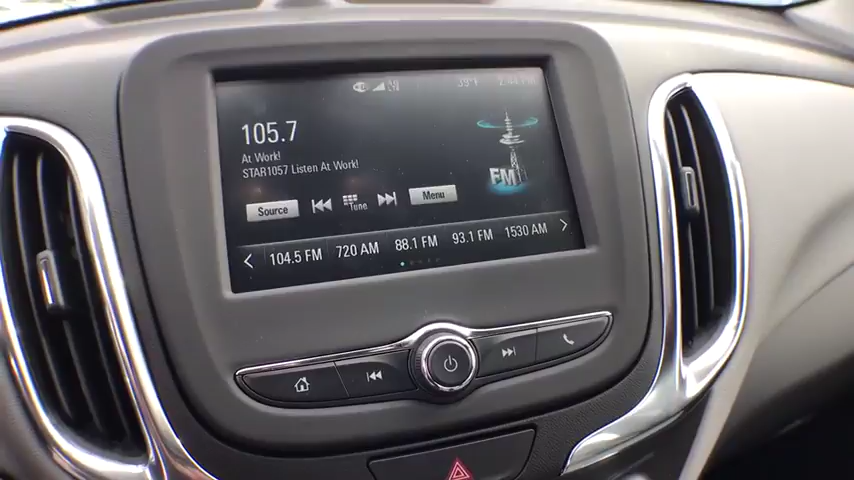 39°F 2:44 PM
105.7
At Work!
STAR1057 Listen At Work!
FM
Source
Tune
Menu
104.5 FM 720 AM 88.1 FM 93.1 FM 1530 AM